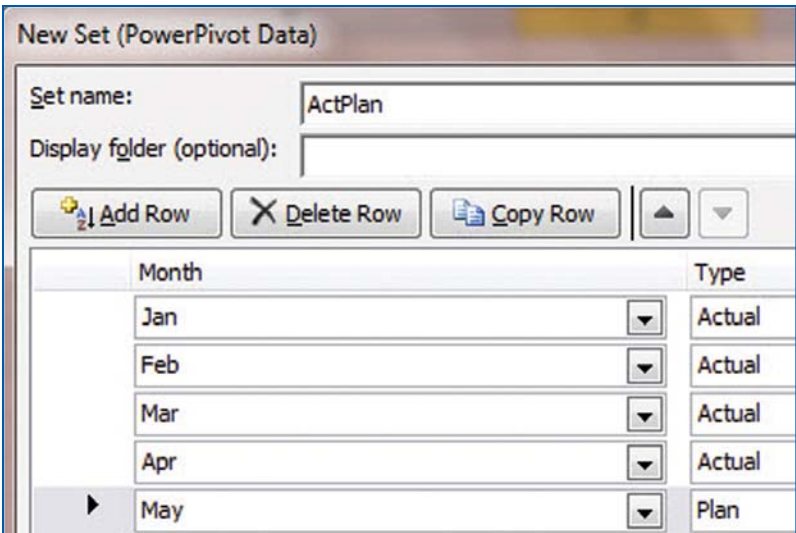 New Set (PowerPivot Data)
Set name: ActPlan
Display folder (optional):
Add Row Delete Row Copy Row
Month Type
Jan Actual
Feb Actual
Mar Actual
Apr Actual
May Plan